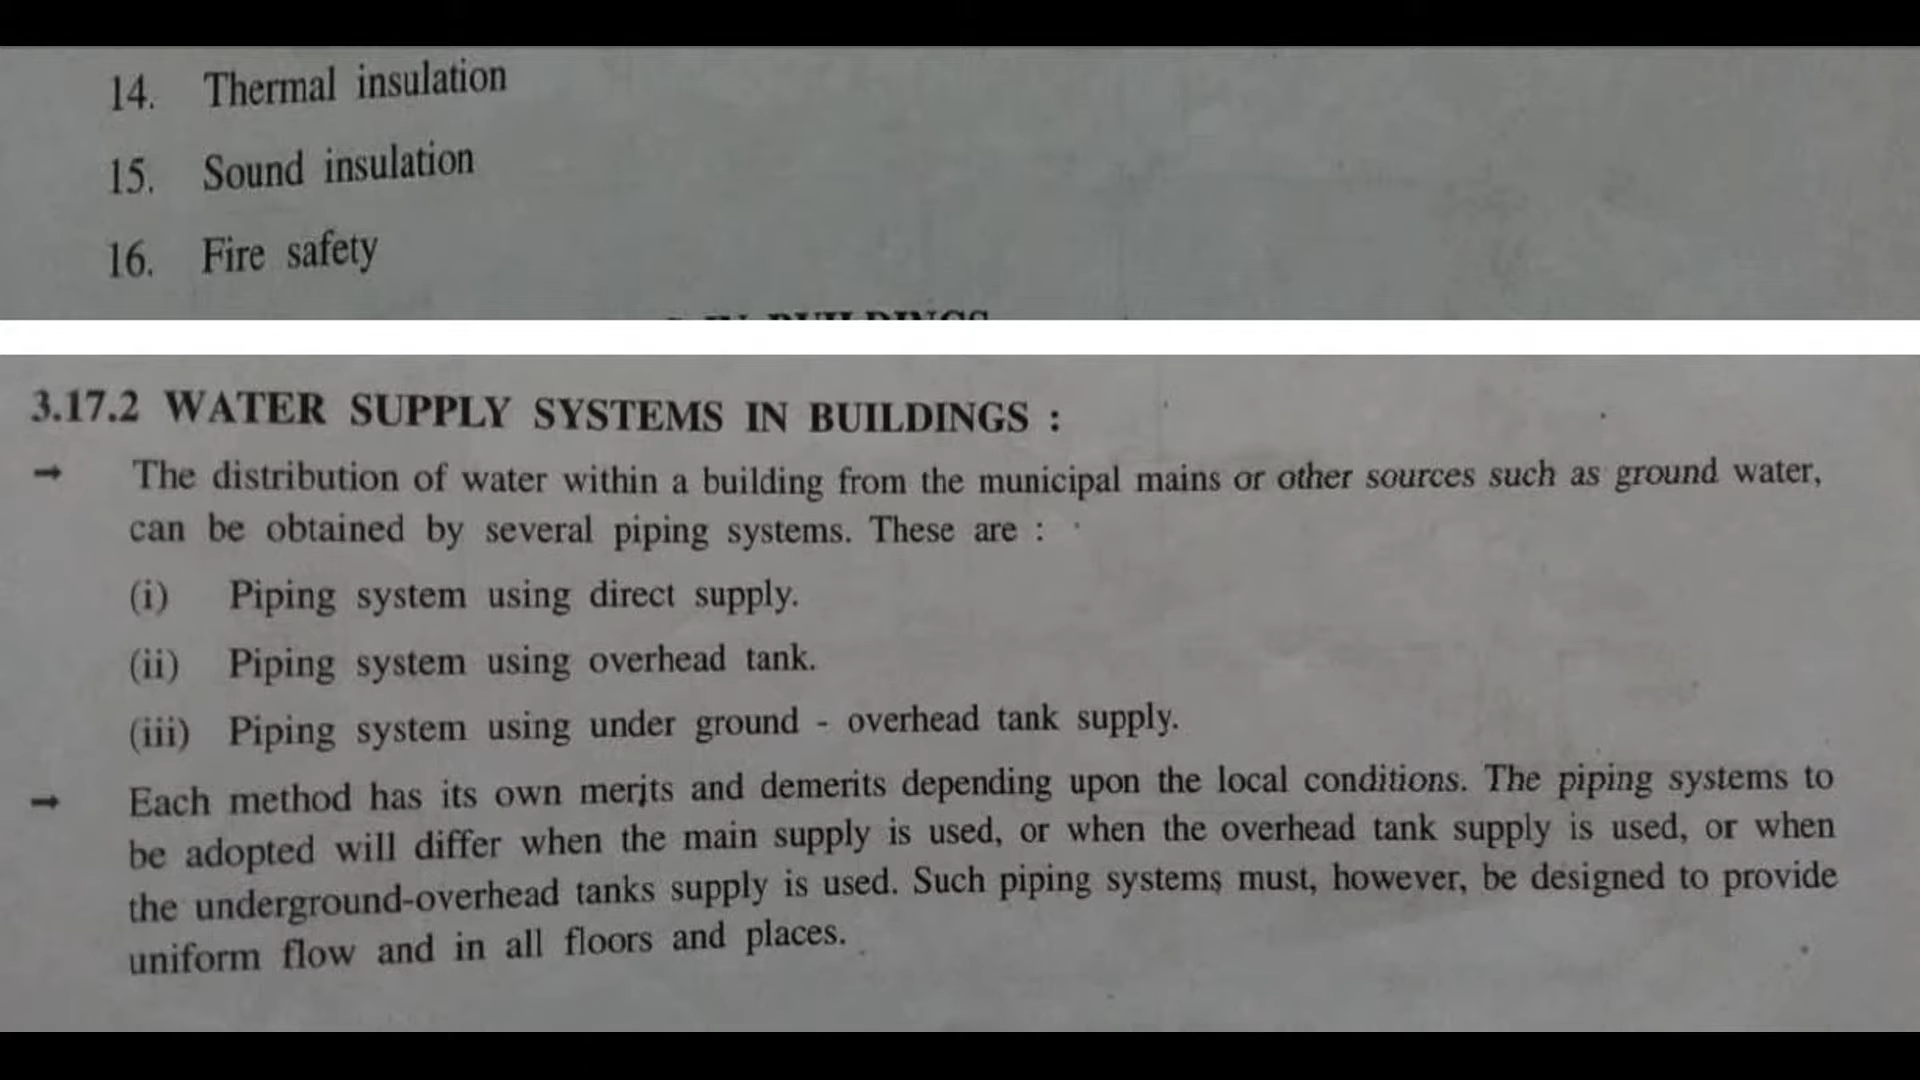 14. Thermal insulation
15. Sound insulation
16. Fire safety
IN BUILDINGS
3.17.2 WATER SUPPLY SYSTEMS IN BUILDINGS :
→ The distribution of water within a building from the municipal mains or other sources such as ground water,
can be obtained by several piping systems. These are :
(i) Piping system using direct supply.
(ii) Piping system using overhead tank.
(iii) Piping system using under ground - overhead tank supply.
→ Each method has its own merits and demerits depending upon the local conditions. The piping systems to
be adopted will differ when the main supply is used, or when the overhead tank supply is used, or when
the underground-overhead tanks supply is used. Such piping systems must, however, be designed to provide
uniform flow and in all floors and places.